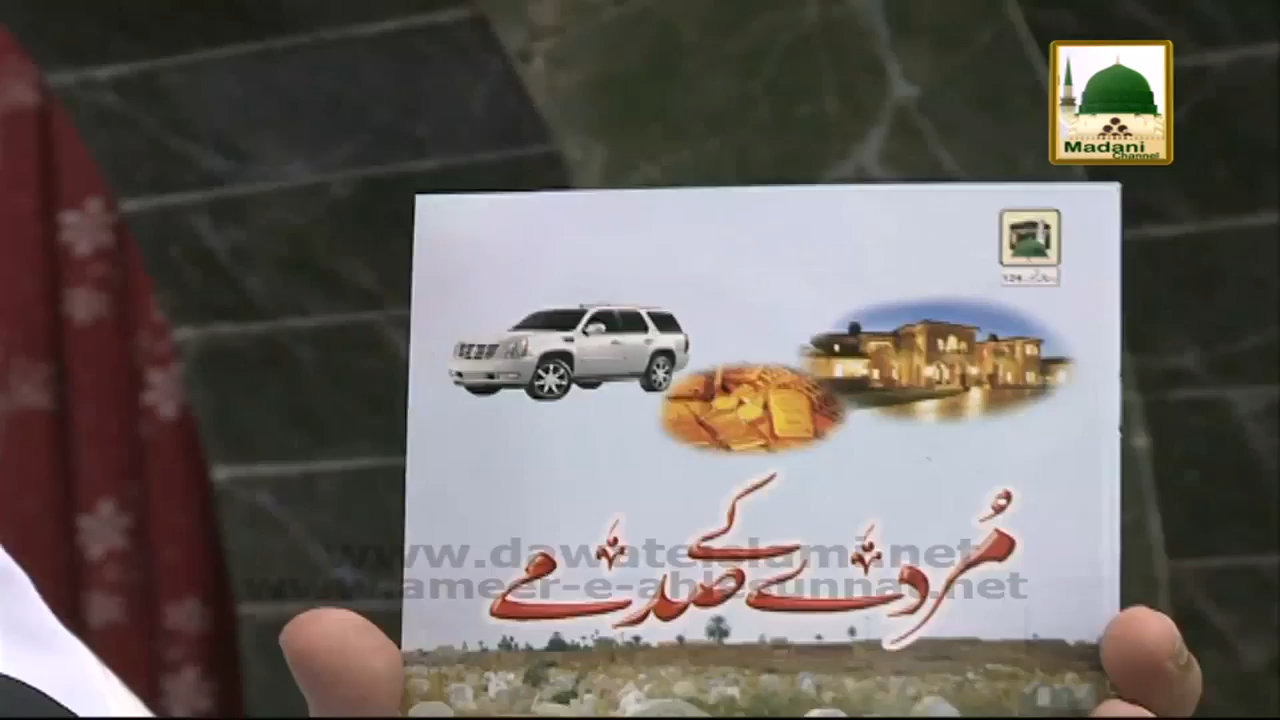 Madani
Channel
مُردے کے صدمے
www.dawateislami.net
www.ameer-e-ahlesunnat.net